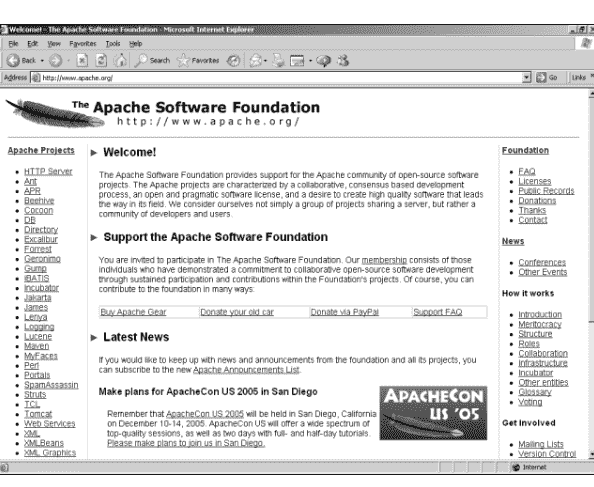 Welcome! - The Apache Software Foundation - Microsoft Internet Explorer
File Edit View Favorites Tools Help
Back Search Favorites
Address http://www.apache.org/ Go Links
The Apache Software Foundation
http://www.apache.org/
Apache Projects
HTTP Server
Ant
APR
Beehive
Cocoon
DB
Directory
Excalibur
Forrest
Geronimo
Gump
iBATIS
Incubator
Jakarta
James
Lenya
Logging
Lucene
Maven
MyFaces
Perl
Portals
SpamAssassin
Struts
TCL
Tomcat
Web Services
XML
XMLBeans
XML Graphics
Welcome!
The Apache Software Foundation provides support for the Apache community of open-source software
projects. The Apache projects are characterized by a collaborative, consensus based development
process, an open and pragmatic software license, and a desire to create high quality software that leads
the way in its field. We consider ourselves not simply a group of projects sharing a server, but rather a
community of developers and users.
Support the Apache Software Foundation
You are invited to participate in The Apache Software Foundation. Our membership consists of those
individuals who have demonstrated a commitment to collaborative open-source software development
through sustained participation and contributions within the Foundation's projects. Of course, you can
contribute to the foundation in many ways:
Buy Apache Gear Donate your old car Donate via PayPal Support FAQ
Latest News
If you would like to keep up with news and announcements from the foundation and all its projects, you
can subscribe to the new Apache Announcements List.
Make plans for ApacheCon US 2005 in San Diego
Remember that ApacheCon US 2005 will be held in San Diego, California
on December 10-14, 2005. ApacheCon US will offer a wide spectrum of
top-quality sessions, as well as two days with full- and half-day tutorials.
Please make plans to join us in San Diego.
ApacheCon
US '05
Foundation
FAQ
Licenses
Public Records
Donations
Thanks
Contact
News
Conferences
Other Events
How it works
Introduction
Meritocracy
Structure
Roles
Collaboration
Infrastructure
Incubator
Other entities
Glossary
Voting
Get Involved
Mailing Lists
Version Control
Internet